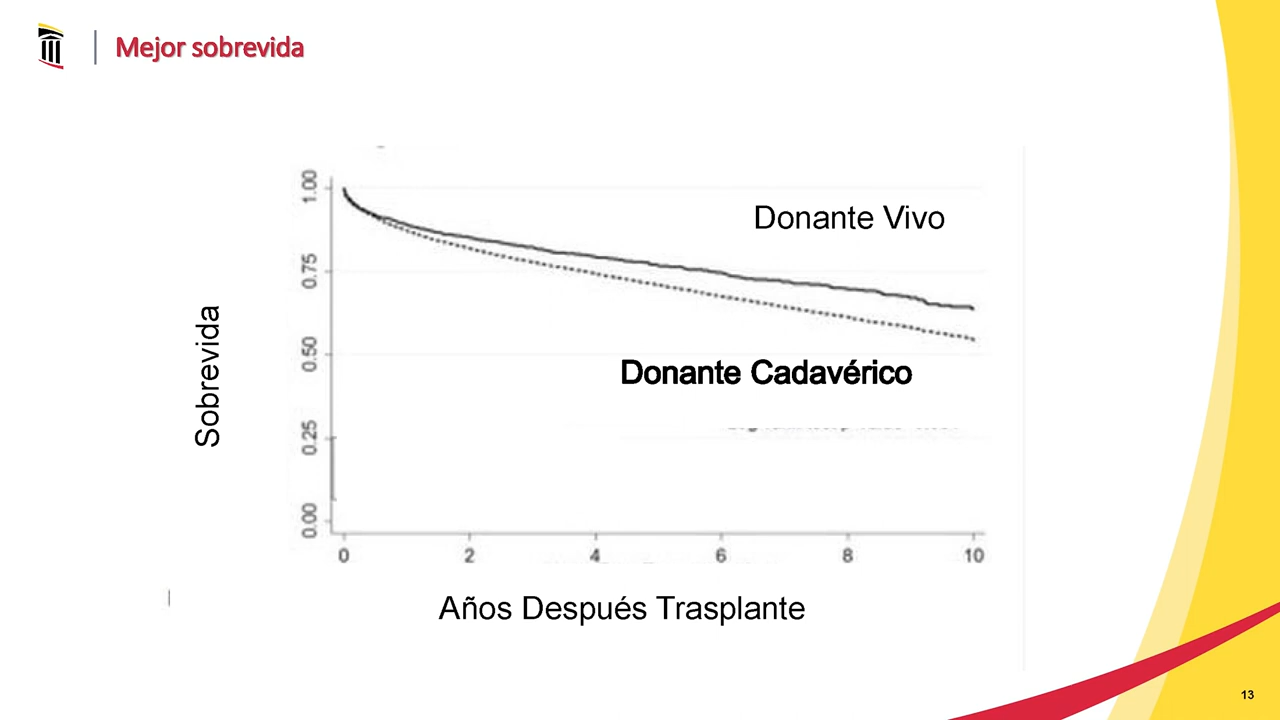 Mejor sobrevida
1.00
0.75
0.50
0.25
0.00
Sobrevida
Donante Vivo
Donante Cadavérico
0 2 4 6 8 10
Años Después Trasplante
13